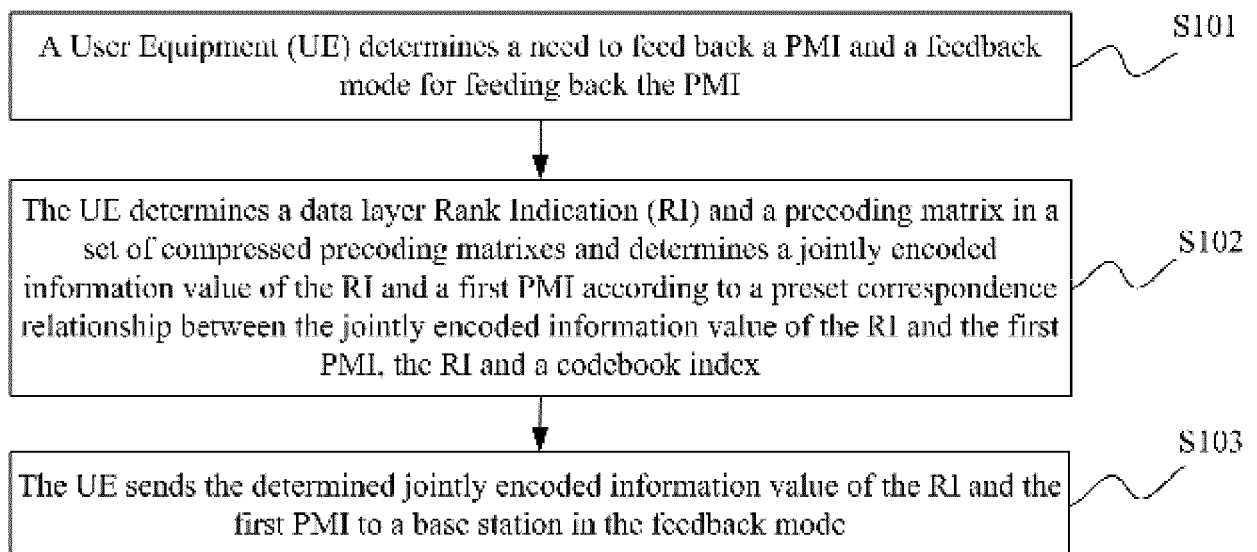 A User Equipment (UE) determines a need to feed back a PMI and a feedback
mode for feeding back the PMI
S101
The UE determines a data layer Rank Indication (RI) and a precoding matrix in a
set of compressed precoding matrixes and determines a jointly encoded
information value of the RI and a first PMI according to a preset correspondence
relationship between the jointly encoded information value of the RI and the first
PMI, the RI and a codebook index
S102
The UE sends the determined jointly encoded information value of the RI and the
first PMI to a base station in the feedback mode
S103